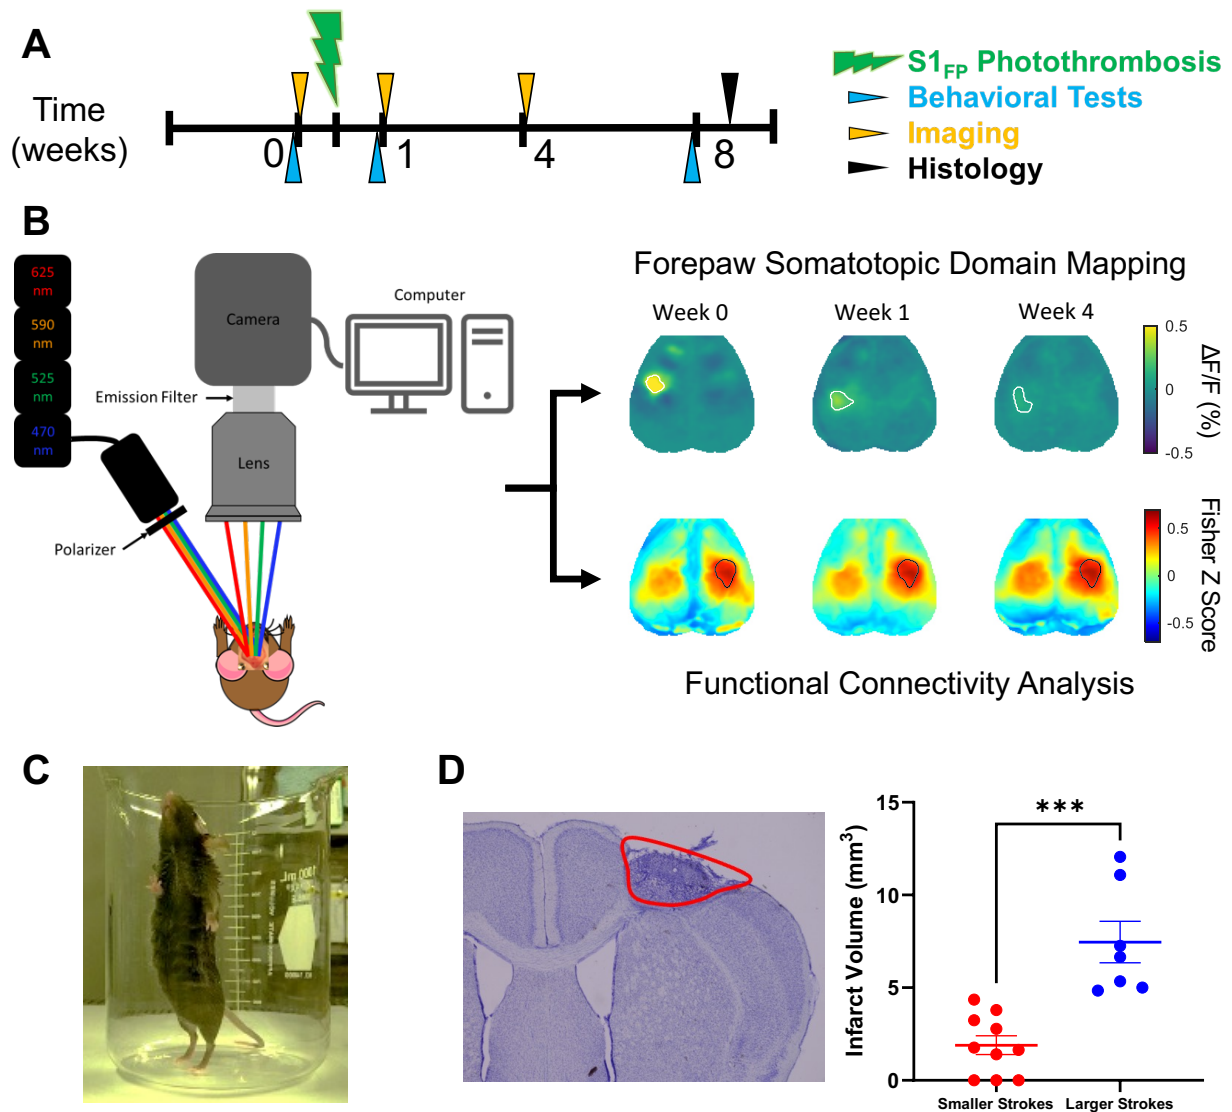 A
Time
(weeks)
0
1
4
8
S1FP Photothrombosis
Behavioral Tests
Imaging
Histology
B
625
nm
590
nm
525
nm
470
nm
Camera
Computer
Emission Filter
Lens
Polarizer
Forepaw Somatotopic Domain Mapping
Week 0
Week 1
Week 4
0.5
0
-0.5
ΔF/F (%)
0.5
0
-0.5
Fisher Z Score
Functional Connectivity Analysis
C
1000 mL
D
Infarct Volume (mm³)
15
10
5
0
***
Smaller Strokes
Larger Strokes